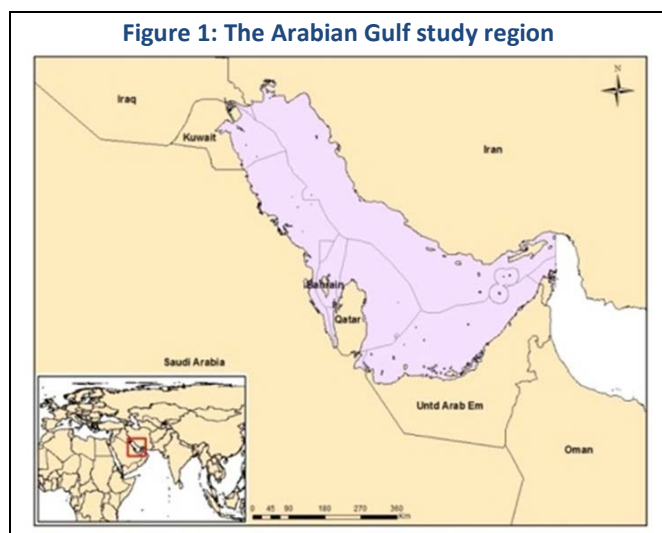 Figure 1: The Arabian Gulf study region
N
Iraq
Kuwait
Iran
Bahrain
Qatar
Saudi Arabia
Untd Arab Em
Oman
0 45 90 180 270 360
Km